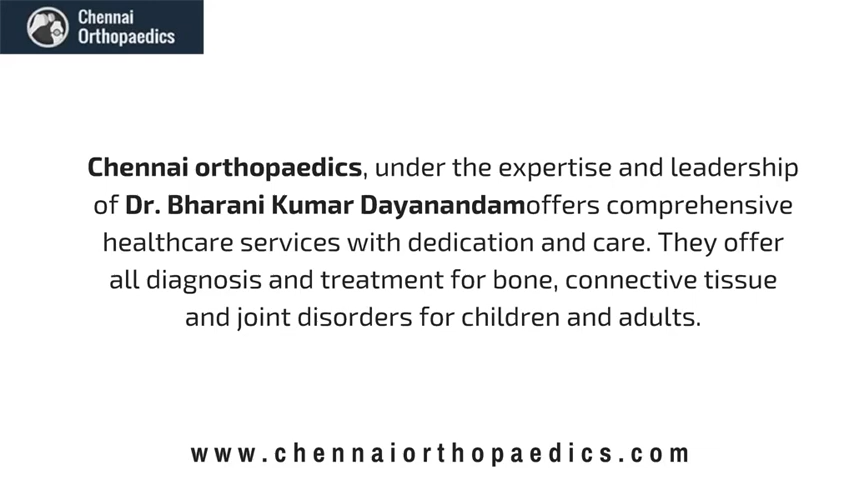 Chennai
Orthopaedics
Chennai orthopaedics, under the expertise and leadership
of Dr. Bharani Kumar Dayanandamoffers comprehensive
healthcare services with dedication and care. They offer
all diagnosis and treatment for bone, connective tissue
and joint disorders for children and adults.
www.chennaiorthopaedics.com